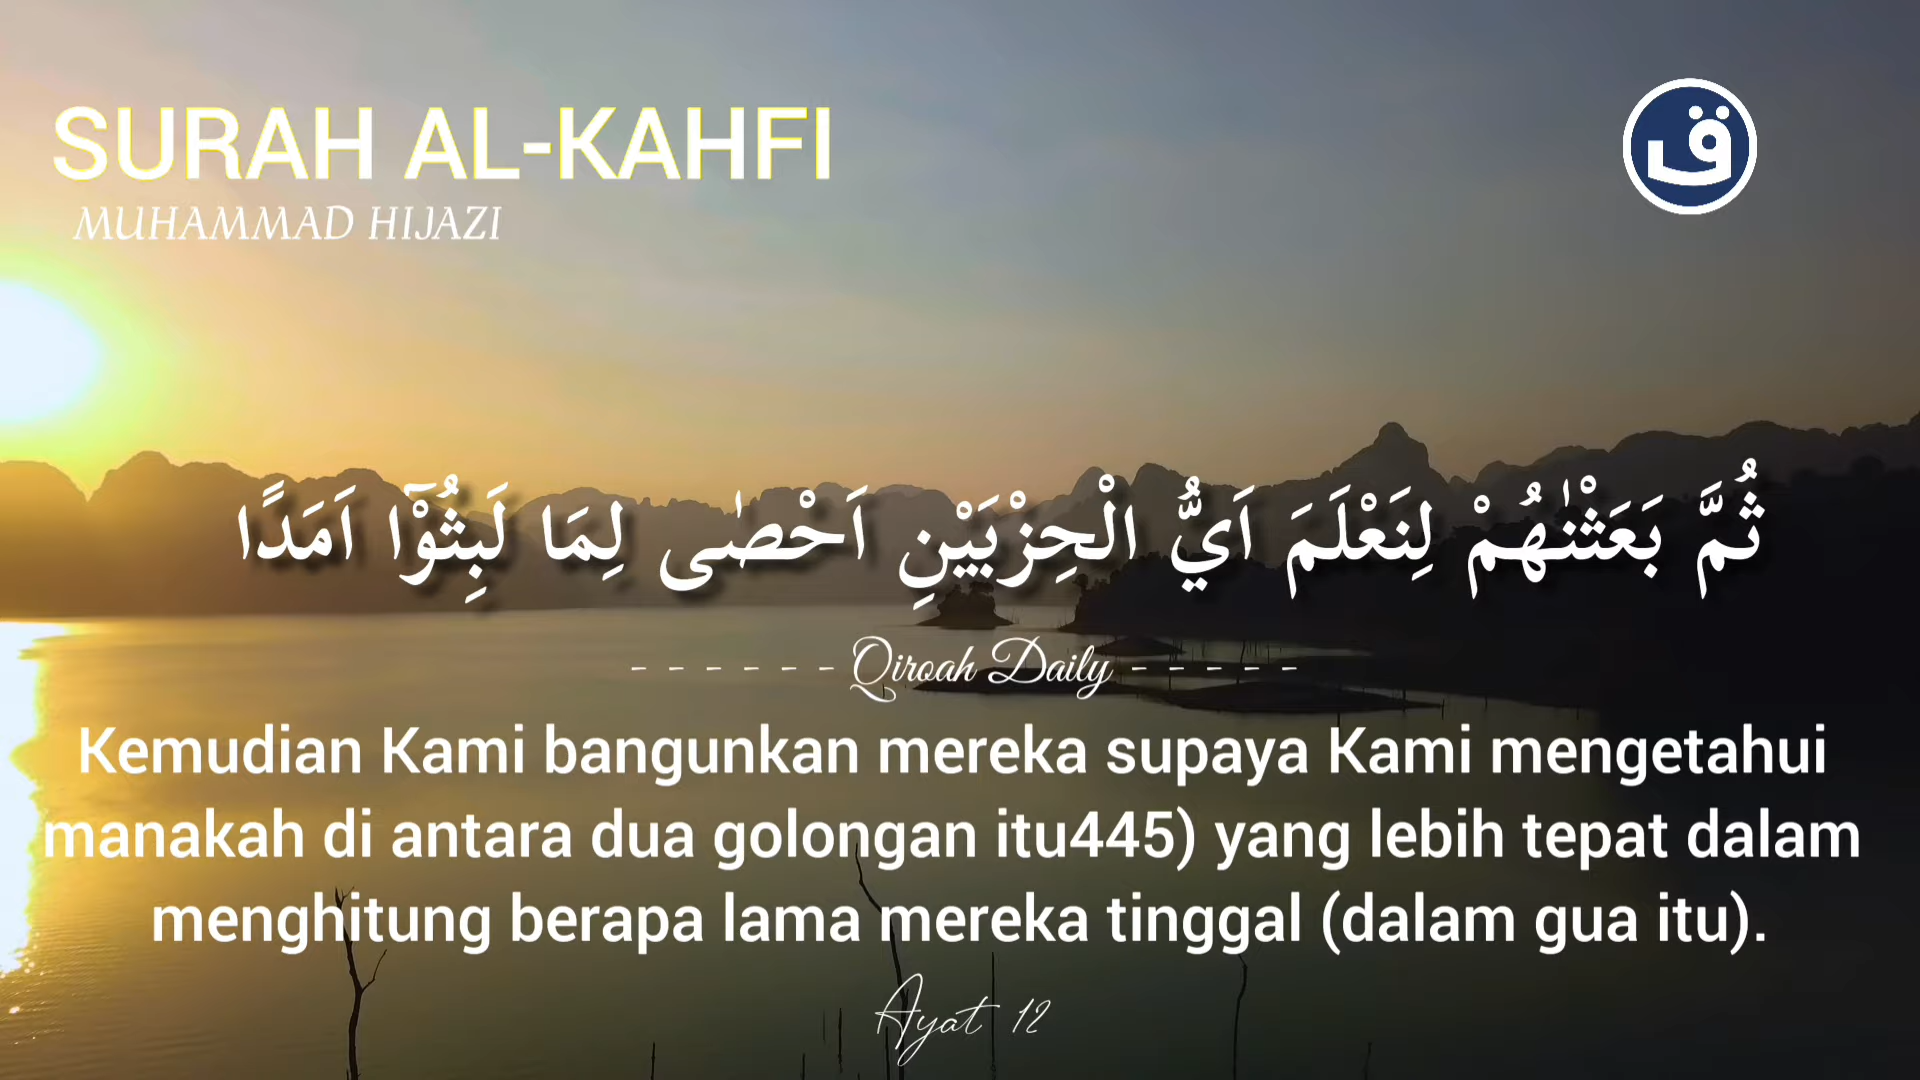 SURAH AL-KAHFI
MUHAMMAD HIJAZI
ق
ثُمَّ بَعَثْنٰهُمْ لِنَعْلَمَ اَيُّ الْحِزْبَيْنِ اَحْصٰى لِمَا لَبِثُوْٓا اَمَدًا
------Qiroah Daily-----
Kemudian Kami bangunkan mereka supaya Kami mengetahui
manakah di antara dua golongan itu445) yang lebih tepat dalam
menghitung berapa lama mereka tinggal (dalam gua itu).
Ayat 12